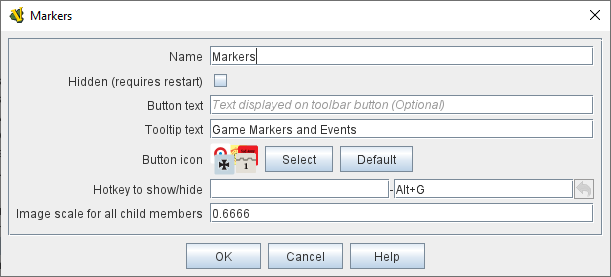 Markers
Name Markers
Hidden (requires restart)
Button text Text displayed on toolbar button (Optional)
Tooltip text Game Markers and Events
Button icon 1 Select Default
Hotkey to show/hide - Alt+G
Image scale for all child members 0.6666
OK Cancel Help